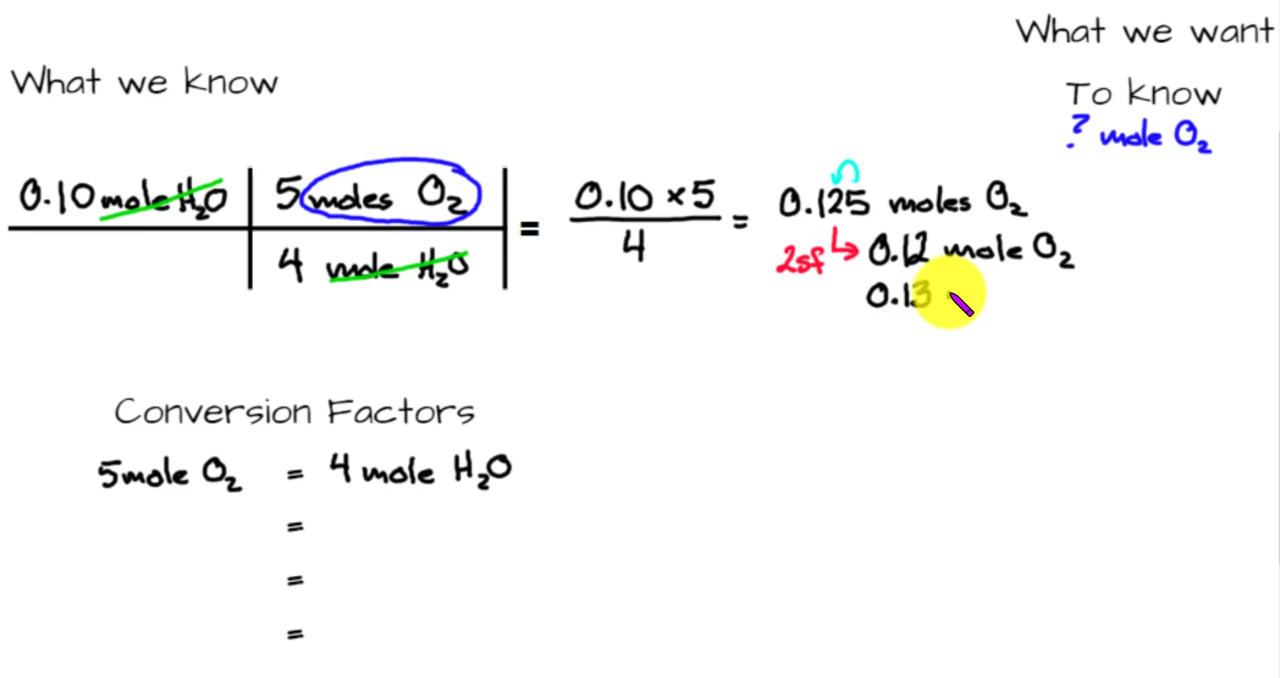 What we want
What we know
To know
? mole O₂
0.10 mole H₂O | 5 moles O₂ = 0.10 x 5 = 0.125 moles O₂
4 mole H₂O 4
2sf ↳ 0.12 mole O₂
0.13
Conversion Factors
5 mole O₂ = 4 mole H₂O
=
=
=